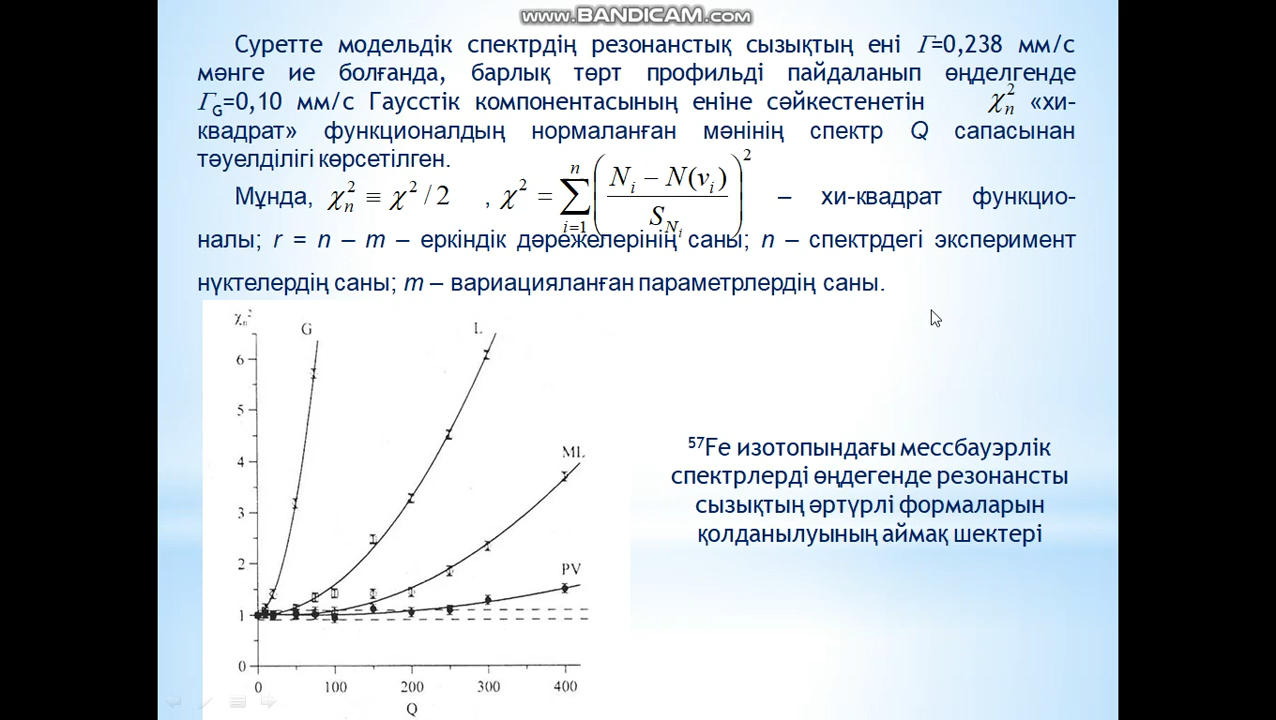 www.BANDICAM.com
Суретте модельдік спектрдің резонанстық сызықтың ені Γ=0,238 мм/с
мәнге ие болғанда, барлық төрт профильді пайдаланып өңделгенде
ΓG=0,10 мм/с Гаусстік компонентасының еніне сәйкестенетін χn² «хи-
квадрат» функционалдың нормаланған мәнінің спектр Q сапасынан
тәуелділігі көрсетілген.
Мұнда, χn² ≡ χ²/2 , χ² = ∑i=1n ((Ni − N(vi))/SNi)² – хи-квадрат функцио-
налы; r = n – m – еркіндік дәрежелерінің саны; n – спектрдегі эксперимент
нүктелердің саны; m – вариацияланған параметрлердің саны.
χn²
G
L
ML
PV
6
5
4
3
2
1
0
0 100 200 300 400
Q
57Fe изотопындағы мессбауэрлік
спектрлерді өңдегенде резонансты
сызықтың әртүрлі формаларын
қолданылуының аймақ шектері